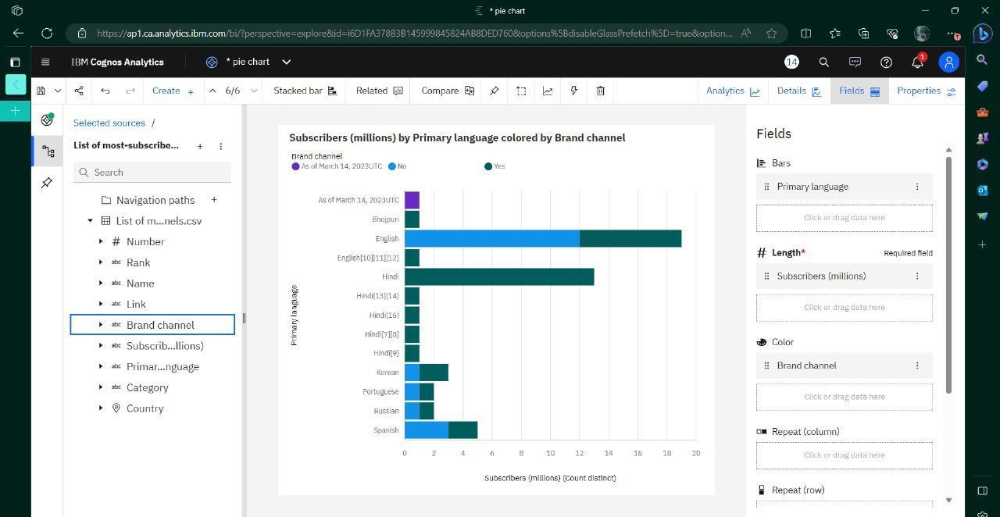 * pie chart
https://ap1.ca.analytics.ibm.com/bi/?perspective=explore&id=i6D1FA378B3B145999845824AB8DED760&options%5BdisableGlassPrefetch%5D=true&option...
IBM Cognos Analytics
* pie chart
14
1
Create +
6/6
Stacked bar
Related
Compare
Analytics
Details
Fields
Properties
Selected sources /
List of most-subscribe...
Search
Navigation paths
List of m...nels.csv
# Number
abc Rank
abc Name
abc Link
abc Brand channel
abc Subscrib...llions)
abc Primar...nguage
abc Category
Country
Subscribers (millions) by Primary language colored by Brand channel
Brand channel
As of March 14, 2023UTC
No
Yes
Primary language
As of March 14, 2023UTC
Bhojpuri
English
English[10][11][12]
Hindi
Hindi[13][14]
Hindi[16]
Hindi[7][8]
Hindi[9]
Korean
Portuguese
Russian
Spanish
0 2 4 6 8 10 12 14 16 18 20
Subscribers (millions) (Count distinct)
Fields
Bars
Primary language
Click or drag data here
# Length* Required field
Subscribers (millions)
Click or drag data here
Color
Brand channel
Click or drag data here
Repeat (column)
Click or drag data here
Repeat (row)